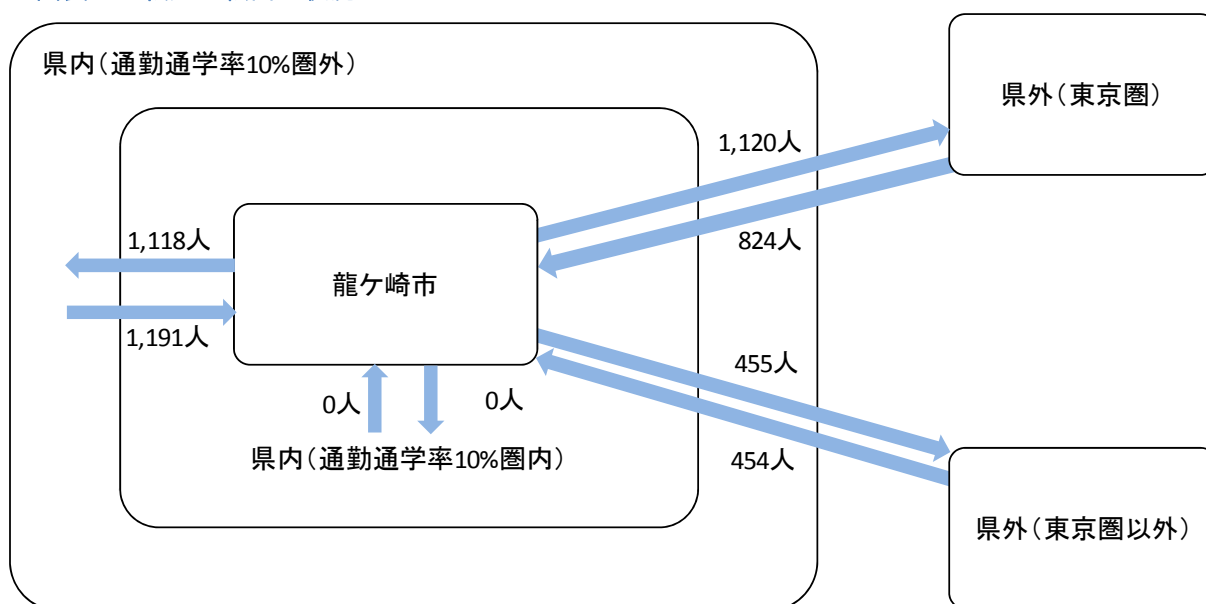 県内（通勤通学率10%圏外）
県外（東京圏）
1,120人
824人
1,118人
龍ケ崎市
1,191人
455人
0人
0人
県内（通勤通学率10%圏内）
454人
県外（東京圏以外）